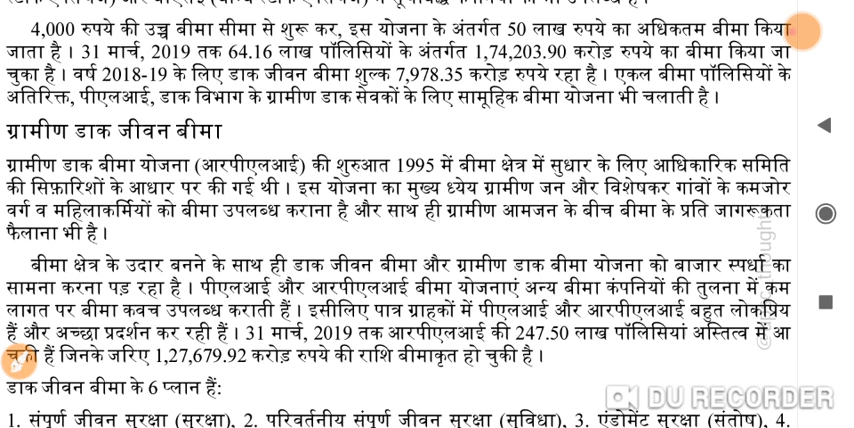 4,000 रुपये की उच्च बीमा सीमा से शुरू कर, इस योजना के अंतर्गत 50 लाख रुपये का अधिकतम बीमा किया
जाता है। 31 मार्च, 2019 तक 64.16 लाख पॉलिसियों के अंतर्गत 1,74,203.90 करोड़ रुपये का बीमा किया जा
चुका है। वर्ष 2018-19 के लिए डाक जीवन बीमा शुल्क 7,978.35 करोड़ रुपये रहा है। एकल बीमा पॉलिसियों के
अतिरिक्त, पीएलआई, डाक विभाग के ग्रामीण डाक सेवकों के लिए सामूहिक बीमा योजना भी चलाती है।
ग्रामीण डाक जीवन बीमा
ग्रामीण डाक बीमा योजना (आरपीएलआई) की शुरुआत 1995 में बीमा क्षेत्र में सुधार के लिए आधिकारिक समिति
की सिफ़ारिशों के आधार पर की गई थी। इस योजना का मुख्य ध्येय ग्रामीण जन और विशेषकर गांवों के कमजोर
वर्ग व महिलाकर्मियों को बीमा उपलब्ध कराना है और साथ ही ग्रामीण आमजन के बीच बीमा के प्रति जागरूकता
फैलाना भी है।
बीमा क्षेत्र के उदार बनने के साथ ही डाक जीवन बीमा और ग्रामीण डाक बीमा योजना को बाजार स्पर्धा का
सामना करना पड़ रहा है। पीएलआई और आरपीएलआई बीमा योजनाएं अन्य बीमा कंपनियों की तुलना में कम
लागत पर बीमा कवच उपलब्ध कराती हैं। इसीलिए पात्र ग्राहकों में पीएलआई और आरपीएलआई बहुत लोकप्रिय
हैं और अच्छा प्रदर्शन कर रही हैं। 31 मार्च, 2019 तक आरपीएलआई की 247.50 लाख पॉलिसियां अस्तित्व में आ
चुकी हैं जिनके जरिए 1,27,679.92 करोड़ रुपये की राशि बीमाकृत हो चुकी है।
डाक जीवन बीमा के 6 प्लान हैं:
DU RECORDER
1. संपूर्ण जीवन सुरक्षा (सुरक्षा), 2. परिवर्तनीय संपूर्ण जीवन सुरक्षा (सुविधा), 3. एंडोमेंट सुरक्षा (संतोष), 4.